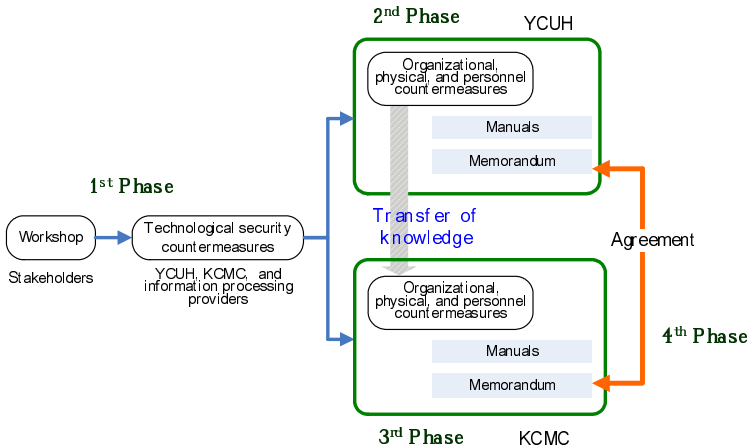 2nd Phase
YCUH
Organizational,
physical, and personnel
countermeasures
Manuals
Memorandum
1st Phase
Workshop
Stakeholders
Technological security
countermeasures
YCUH, KCMC, and
information processing
providers
Transfer of
knowledge
Agreement
Organizational,
physical, and personnel
countermeasures
Manuals
Memorandum
4th Phase
3rd Phase
KCMC